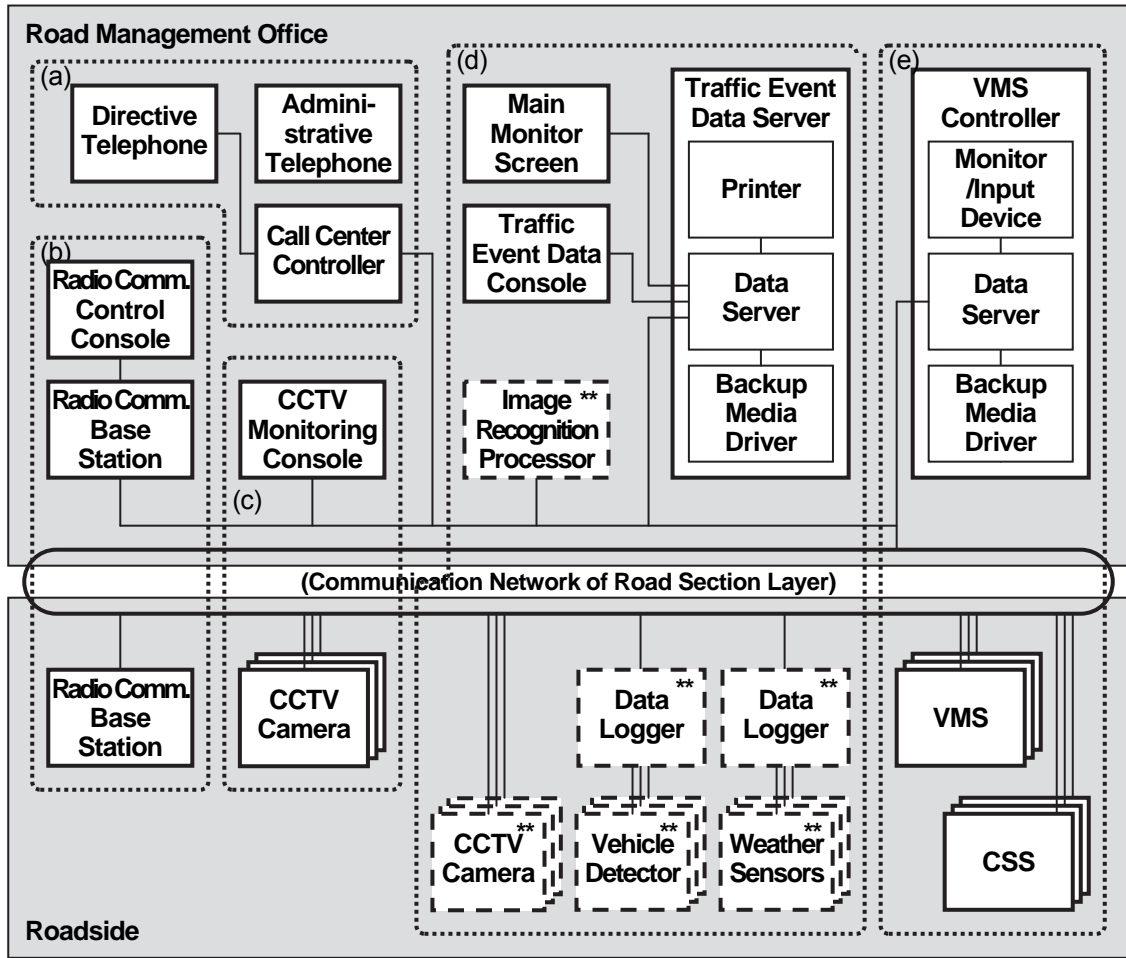 Road Management Office
(a)
Directive
Telephone
Admini-
strative
Telephone
Call Center
Controller
(b)
Radio Comm.
Control
Console
Radio Comm.
Base
Station
CCTV
Monitoring
Console
(c)
(d)
Main
Monitor
Screen
Traffic
Event Data
Console
Image **
Recognition
Processor
Traffic Event
Data Server
Printer
Data
Server
Backup
Media
Driver
(e)
VMS
Controller
Monitor
/Input
Device
Data
Server
Backup
Media
Driver
(Communication Network of Road Section Layer)
Radio Comm.
Base
Station
CCTV
Camera
**
Data
Logger
**
Data
Logger
VMS
CCTV**
Camera
Vehicle**
Detector
Weather**
Sensors
CSS
Roadside